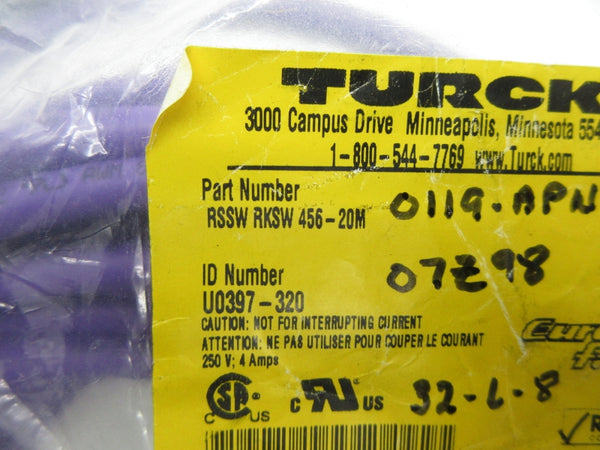 TURCK
3000 Campus Drive Minneapolis, Minnesota 554
1-800-544-7769 www.Turck.com
Part Number 0119-APN
RSSW RKSW 456-20M
ID Number 07Z98
U0397-320
CAUTION: NOT FOR INTERRUPTING CURRENT
ATTENTION: NE PAS UTILISER POUR COUPER LE COURANT
250 V; 4 Amps
C US
C US 32-L-8